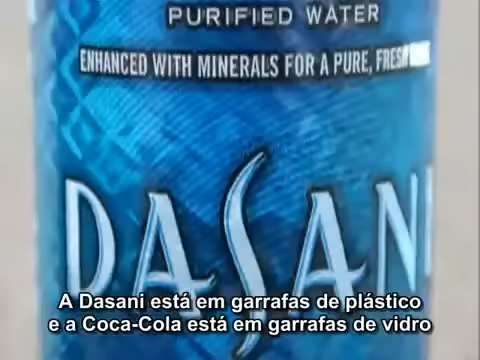 PURIFIED WATER
ENHANCED WITH MINERALS FOR A PURE,
DASANI
A Dasani está em garrafas de plástico
e a Coca-Cola está em garrafas de vidro